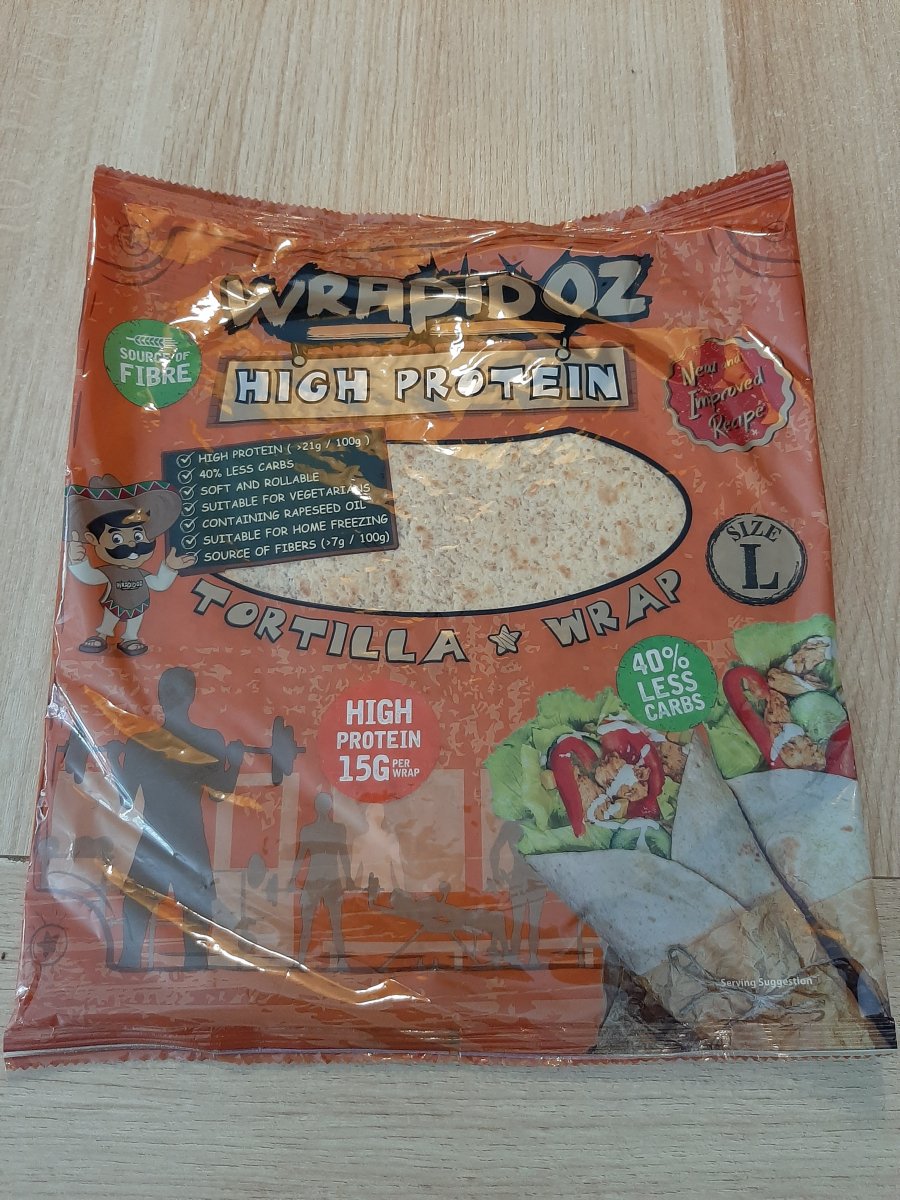 WRAPIDOZ
HIGH PROTEIN
SOURCE OF
FIBRE
New and
Improved
Recipe
HIGH PROTEIN ( >21g / 100g )
40% LESS CARBS
SOFT AND ROLLABLE
SUITABLE FOR VEGETARIANS
CONTAINING RAPESEED OIL
SUITABLE FOR HOME FREEZING
SOURCE OF FIBERS (>7g / 100g)
WRAPIDOZ
SIZE
L
TORTILLA WRAP
40%
LESS
CARBS
HIGH
PROTEIN
15G PER WRAP
Serving Suggestion